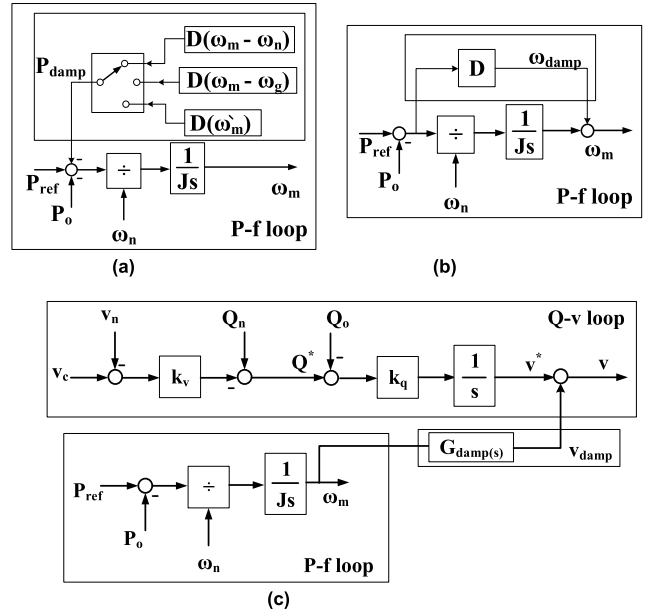 D(ωm − ωn)
Pdamp
D(ωm − ωg)
D(ω`m)
-
Pref
-
÷
1
Js
ωm
Po
ωn
P-f loop
(a)
D
ωdamp
Pref
-
÷
1
Js
ωm
Po
ωn
P-f loop
(b)
vn
Qn
Qo
Q-v loop
vc
-
kv
-
Q*
-
kq
1
s
v*
v
Gdamp(s)
vdamp
Pref
-
÷
1
Js
ωm
Po
ωn
P-f loop
(c)